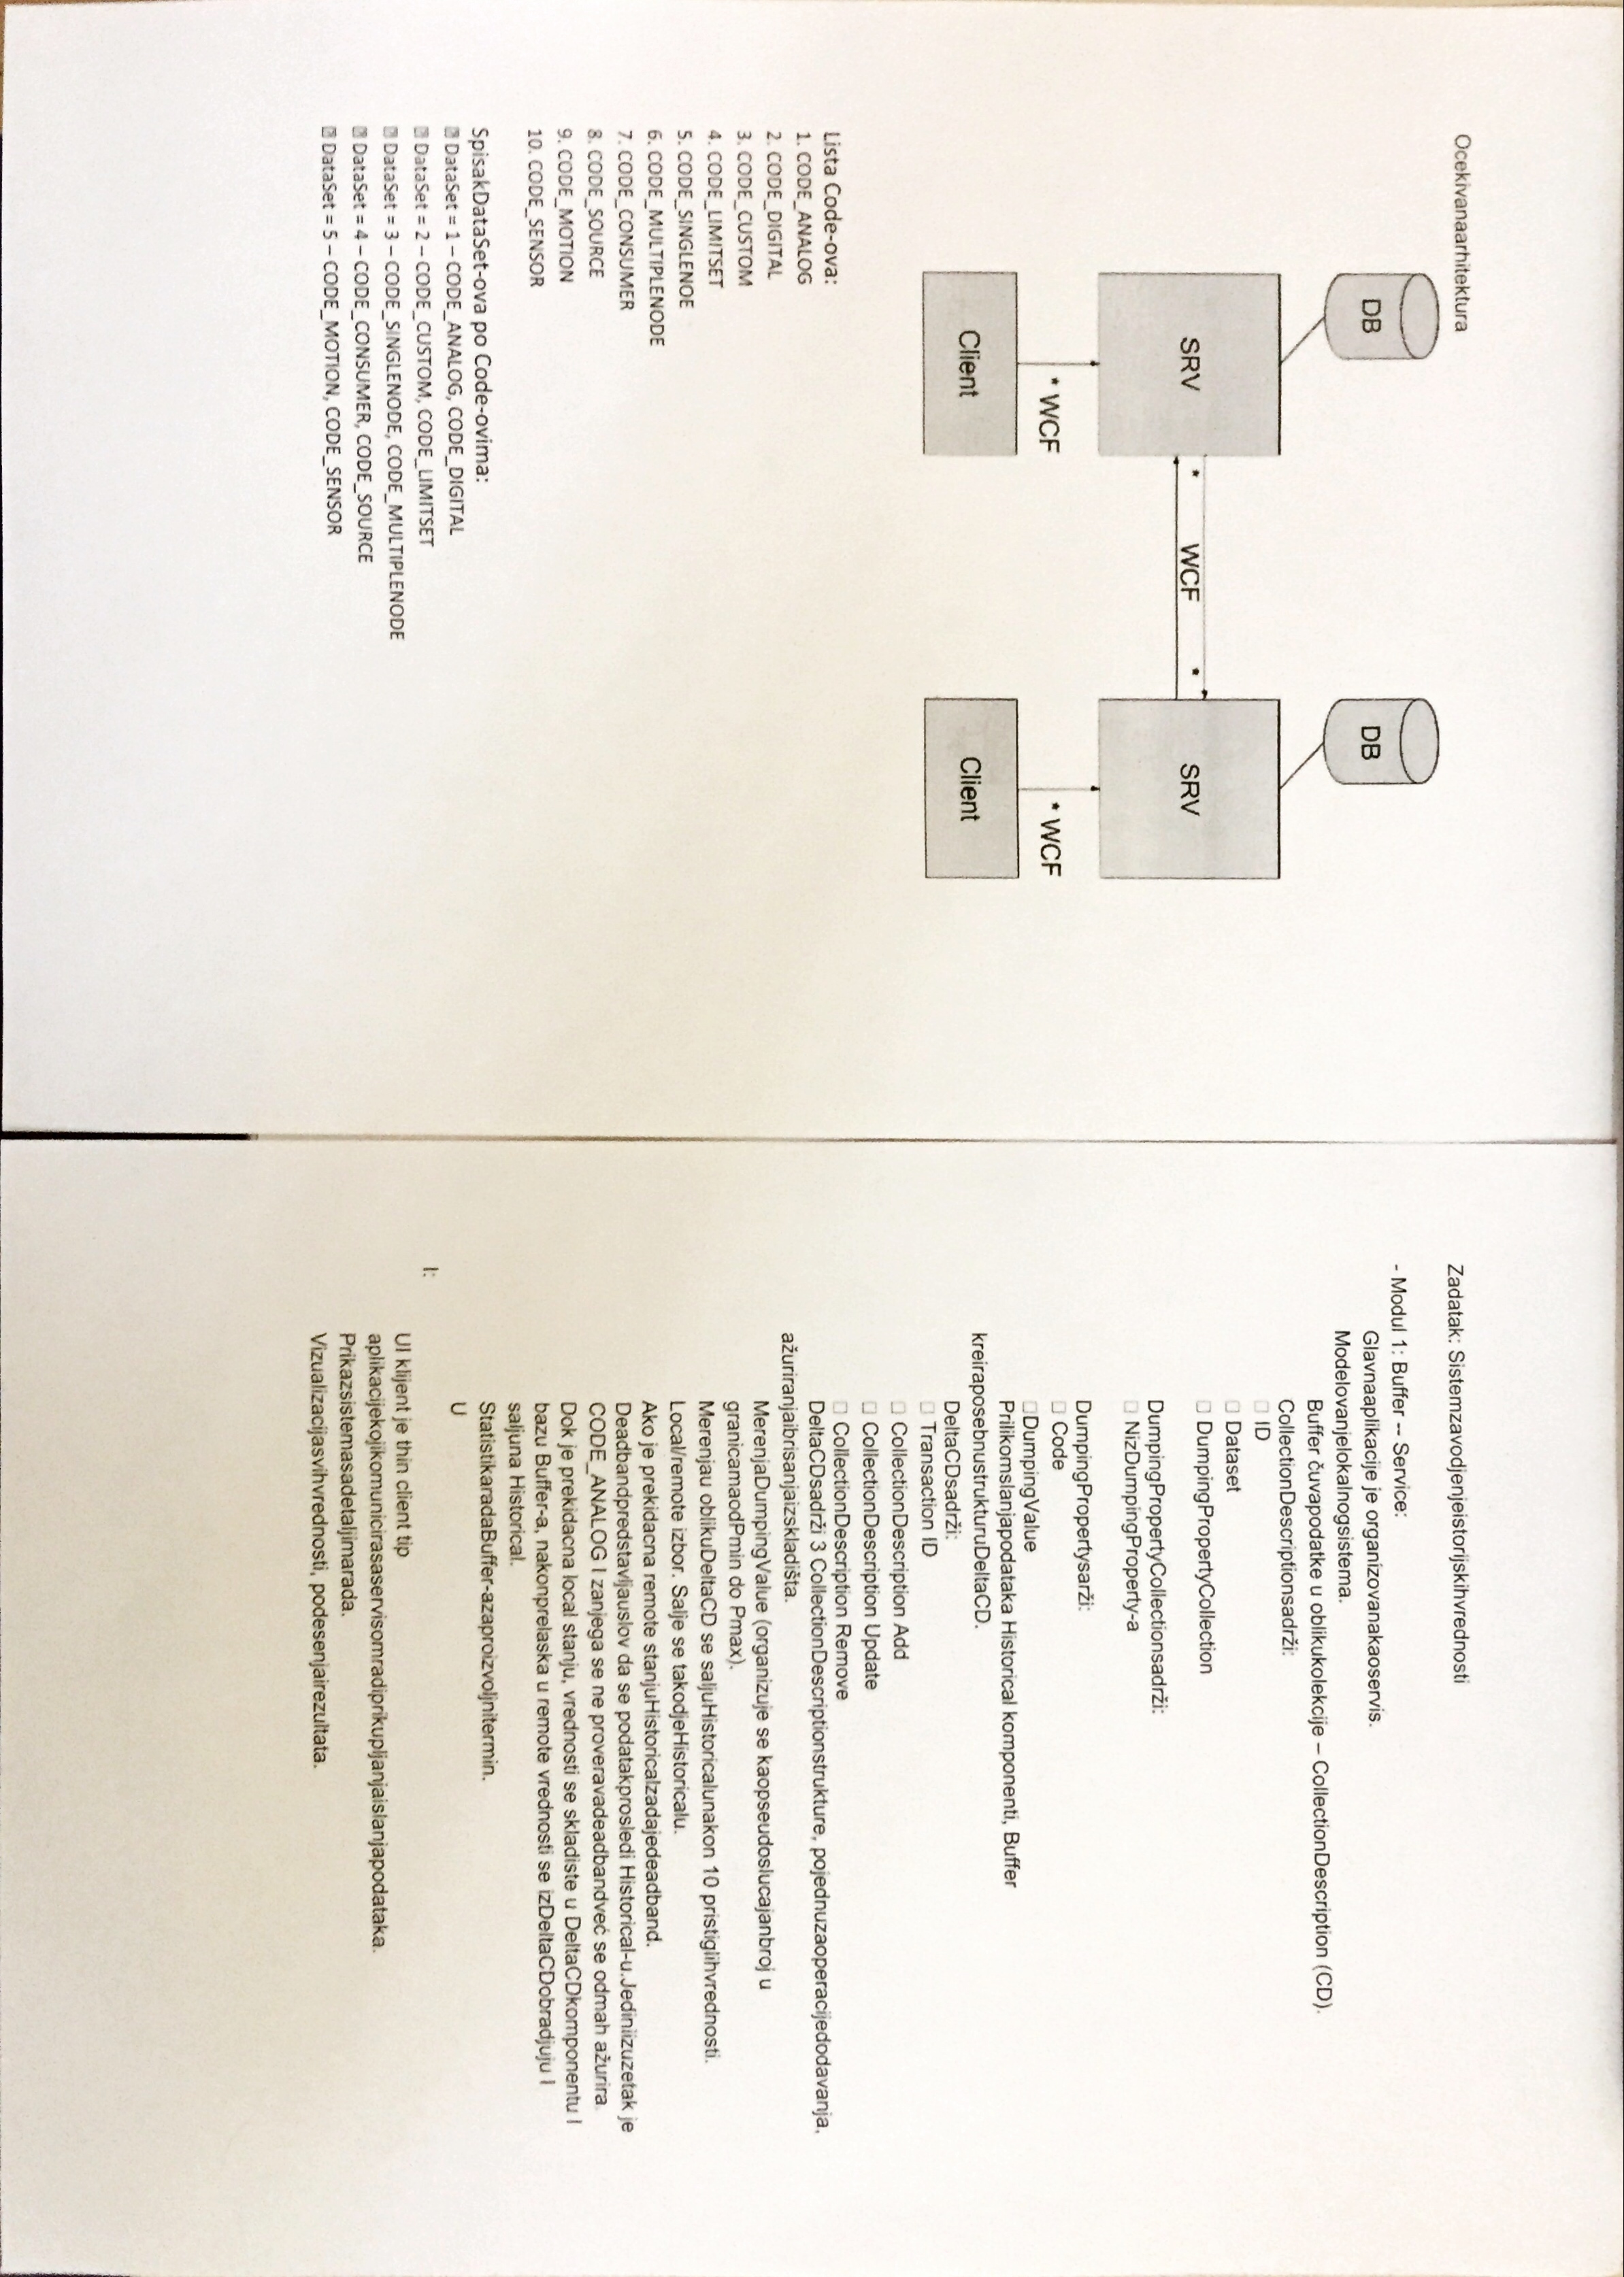 Ocekivanaarhitektura
DB
DB
SRV
* WCF *
SRV
* WCF
* WCF
Client
Client
Lista Code-ova:
1. CODE_ANALOG
2. CODE_DIGITAL
3. CODE_CUSTOM
4. CODE_LIMITSET
5. CODE_SINGLENOE
6. CODE_MULTIPLENODE
7. CODE_CONSUMER
8. CODE_SOURCE
9. CODE_MOTION
10. CODE_SENSOR
SpisakDataSet-ova po Code-ovima:
DataSet = 1 – CODE_ANALOG, CODE_DIGITAL
DataSet = 2 – CODE_CUSTOM, CODE_LIMITSET
DataSet = 3 – CODE_SINGLENODE, CODE_MULTIPLENODE
DataSet = 4 – CODE_CONSUMER, CODE_SOURCE
DataSet = 5 – CODE_MOTION, CODE_SENSOR
Zadatak: Sistemzavodjenjeistorijskihvrednosti
- Modul 1: Buffer -- Service:
Glavnaaplikacije je organizovanakaoservis.
Modelovanjelokalnogsistema.
Buffer čuvapodatke u oblikukolekcije – CollectionDescription (CD).
CollectionDescriptionsadrži:
ID
Dataset
DumpingPropertyCollection
DumpingPropertyCollectionsadrži:
NizDumpingProperty-a
DumpingPropertysarži:
Code
DumpingValue
Prilikomslanjapodataka Historical komponenti, Buffer
kreiraposebnustrukturuDeltaCD.
DeltaCDsadrži:
Transaction ID
CollectionDescription Add
CollectionDescription Update
CollectionDescription Remove
DeltaCDsadrži 3 CollectionDescriptionstrukture, pojednuzaoperacijedodavanja,
ažuriranjaibrisanjaizskladišta.
MerenjaDumpingValue (organizuje se kaopseudoslucajanbroj u
granicamaodPmin do Pmax).
Merenjau oblikuDeltaCD se saljuHistoricalunakon 10 pristiglihvrednosti.
Local/remote izbor. Salje se takodjeHistoricalu.
Ako je prekidacna remote stanjuHistoricalzadajedeadband.
Deadbandpredstavljauslov da se podatakprosledi Historical-u.Jediniizuzetak je
CODE_ANALOG I zanjega se ne proveravadeadbandveć se odmah ažurira.
Dok je prekidacna local stanju, vrednosti se skladiste u DeltaCDkomponentu I
bazu Buffer-a, nakonprelaska u remote vrednosti se izDeltaCDobradjuju I
saljuna Historical.
StatistikaradaBuffer-azaproizvoljnitermin.
U
I:
UI klijent je thin client tip
aplikacijekojikomunicirasaservisomradiprikupljanjaislanjapodataka.
Prikazsistemasadetaljimarada.
Vizualizacijasvihvrednosti, podesenjairezultata.